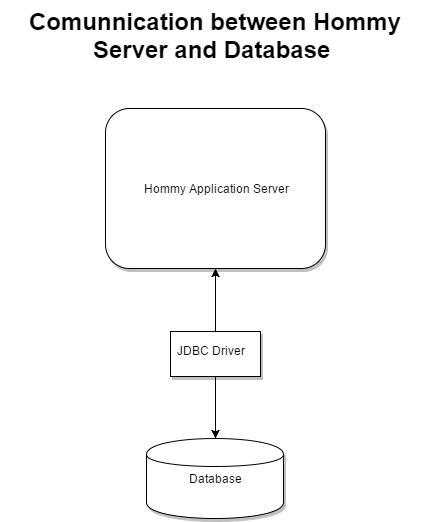 Comunnication between Hommy
Server and Database
Hommy Application Server
JDBC Driver
Database